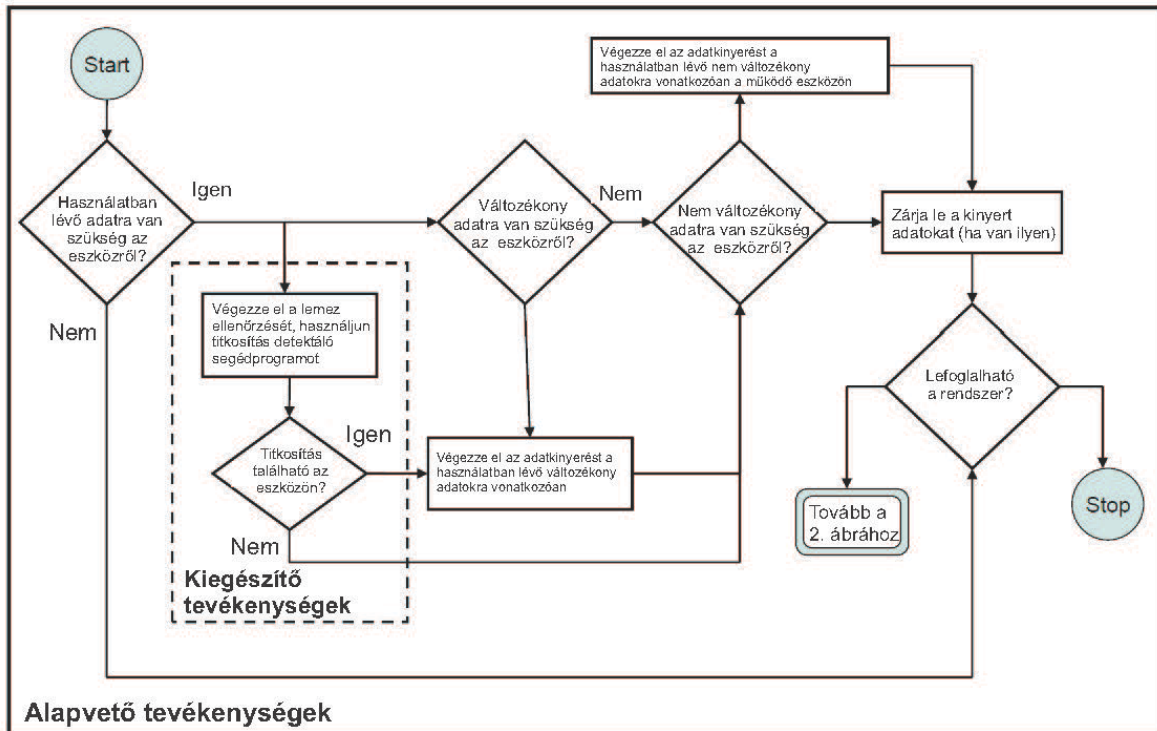 Start
Végezze el az adatkinyerést a
használatban lévő nem változékony
adatokra vonatkozóan a működő eszközön
Használatban
lévő adatra van
szükség az
eszközről?
Igen
Változékony
adatra van szükség
az eszközről?
Nem
Nem változékony
adatra van szükség
az eszközről?
Zárja le a kinyert
adatokat (ha van ilyen)
Nem
Végezze el a lemez
ellenőrzését, használjun
titkosítás detektáló
segédprogramot
Lefoglalható
a rendszer?
Titkosítás
található az
eszközön?
Igen
Végezze el az adatkinyerést a
használatban lévő változékony
adatokra vonatkozóan
Nem
Tovább a
2. ábrához
Stop
Kiegészítő
tevékenységek
Alapvető tevékenységek